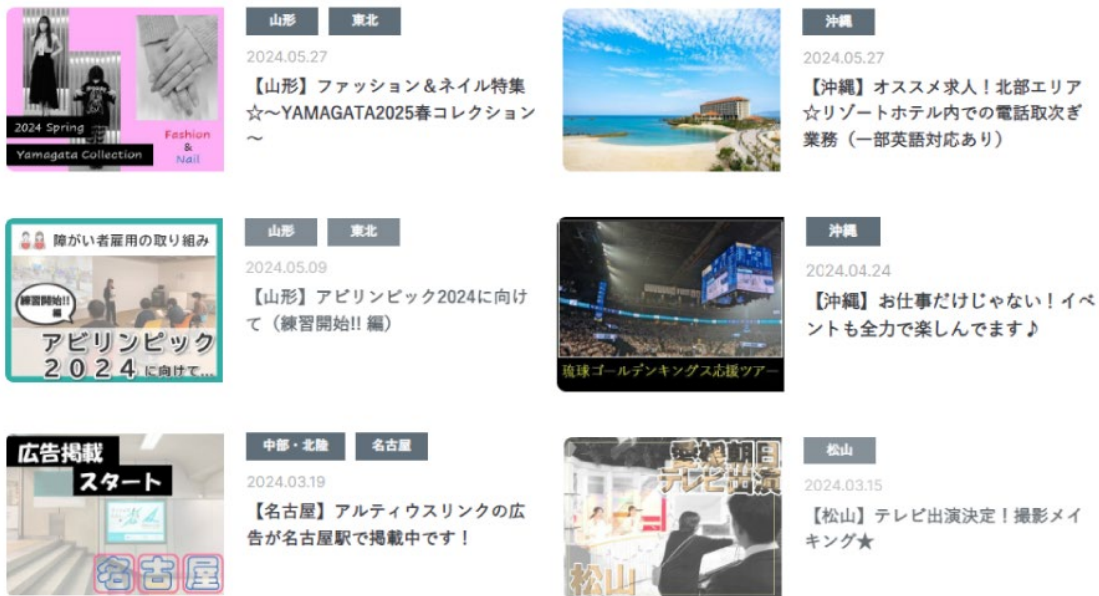 2024 Spring
Yamagata Collection
Fashion
&
Nail
山形
東北
2024.05.27
【山形】ファッション＆ネイル特集
☆～YAMAGATA2025春コレクション
～
沖縄
2024.05.27
【沖縄】オススメ求人！北部エリア
☆リゾートホテル内での電話取次ぎ
業務（一部英語対応あり）
障がい者雇用の取り組み
練習開始!!
編
アビリンピック
2024に向けて...
山形
東北
2024.05.09
【山形】アビリンピック2024に向け
て（練習開始!! 編）
琉球ゴールデンキングス応援ツアー
沖縄
2024.04.24
【沖縄】お仕事だけじゃない！イベ
ントも全力で楽しんでます♪
広告掲載
スタート
名古屋
中部・北陸
名古屋
2024.03.19
【名古屋】アルティウスリンクの広
告が名古屋駅で掲載中です！
愛媛朝日
テレビ出演
松山
松山
2024.03.15
【松山】テレビ出演決定！撮影メイ
キング★